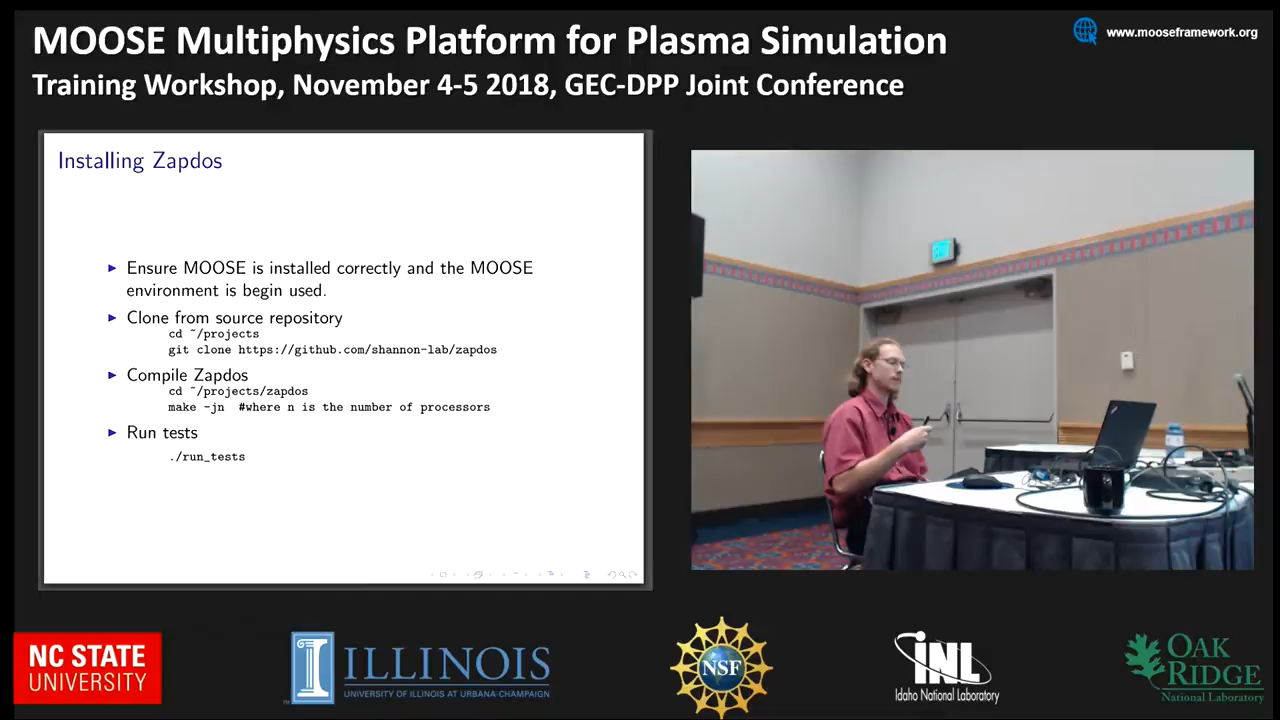 MOOSE Multiphysics Platform for Plasma Simulation
www.mooseframework.org
Training Workshop, November 4-5 2018, GEC-DPP Joint Conference
Installing Zapdos
Ensure MOOSE is installed correctly and the MOOSE
environment is begin used.
Clone from source repository
cd ~/projects
git clone https://github.com/shannon-lab/zapdos
Compile Zapdos
cd ~/projects/zapdos
make -jn #where n is the number of processors
Run tests
./run_tests
NC STATE
UNIVERSITY
ILLINOIS
UNIVERSITY OF ILLINOIS AT URBANA-CHAMPAIGN
NSF
INL
Idaho National Laboratory
OAK
RIDGE
National Laboratory